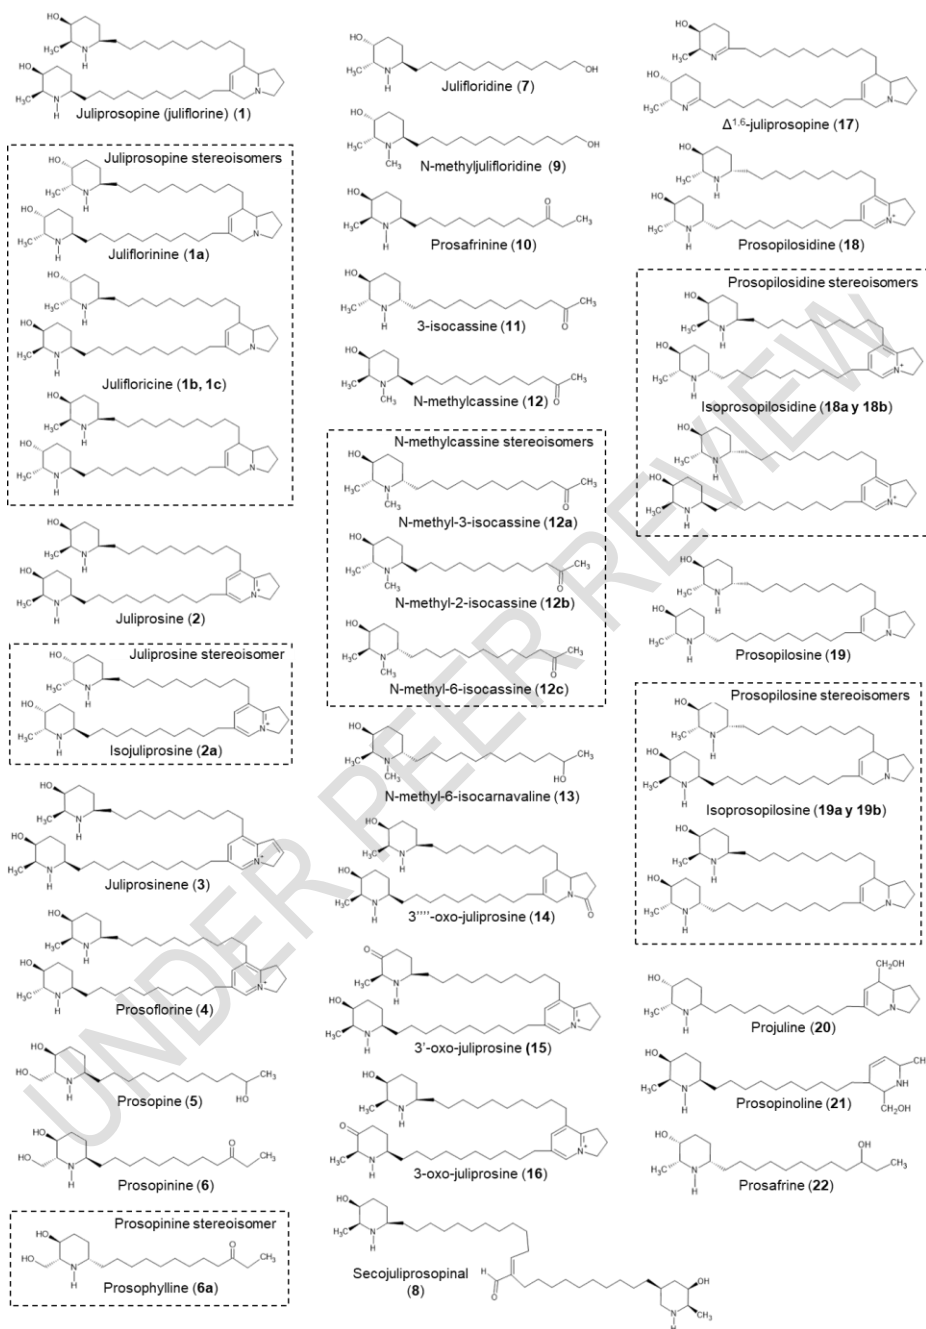 Juliprosopine (juliflorine) (1)
Juliprosopine stereoisomers
Juliflorinine (1a)
Julifloricine (1b, 1c)
Juliprosine (2)
Juliprosine stereoisomer
Isojuliprosine (2a)
Juliprosinene (3)
Prosoflorine (4)
Prosopine (5)
Prosopinine (6)
Prosopinine stereoisomer
Prosophylline (6a)
Julifloridine (7)
N-methyljulifloridine (9)
Prosafrinine (10)
3-isocassine (11)
N-methylcassine (12)
N-methylcassine stereoisomers
N-methyl-3-isocassine (12a)
N-methyl-2-isocassine (12b)
N-methyl-6-isocassine (12c)
N-methyl-6-isocarnavaline (13)
3''''-oxo-juliprosine (14)
3'-oxo-juliprosine (15)
3-oxo-juliprosine (16)
Secojuliprosopinal
(8)
Δ1,6-juliprosopine (17)
Prosopilosidine (18)
Prosopilosidine stereoisomers
Isoprosopilosidine (18a y 18b)
Prosopilosine (19)
Prosopilosine stereoisomers
Isoprosopilosine (19a y 19b)
Projuline (20)
Prosopinoline (21)
Prosafrine (22)
UNDER PEER REVIEW